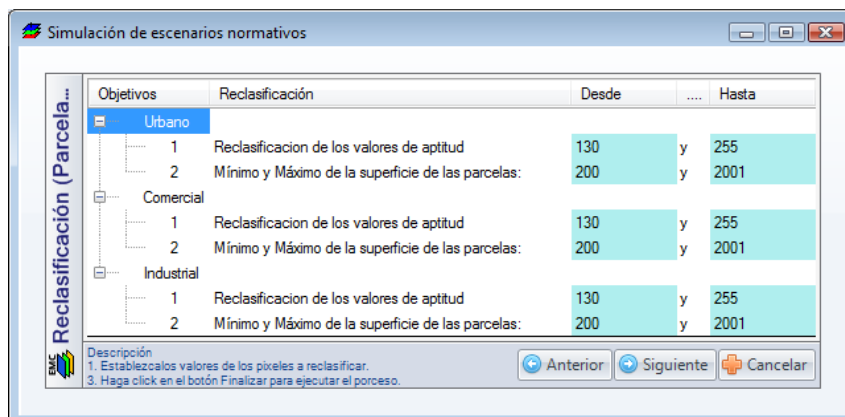 Simulación de escenarios normativos
Reclasificación (Parcela...
Objetivos Reclasificación Desde .... Hasta
Urbano
1 Reclasificacion de los valores de aptitud 130 y 255
2 Mínimo y Máximo de la superficie de las parcelas: 200 y 2001
Comercial
1 Reclasificacion de los valores de aptitud 130 y 255
2 Mínimo y Máximo de la superficie de las parcelas: 200 y 2001
Industrial
1 Reclasificacion de los valores de aptitud 130 y 255
2 Mínimo y Máximo de la superficie de las parcelas: 200 y 2001
EMC
Descripción
1. Establezcalos valores de los pixeles a reclasificar.
3. Haga click en el botón Finalizar para ejecutar el porceso.
Anterior Siguiente Cancelar